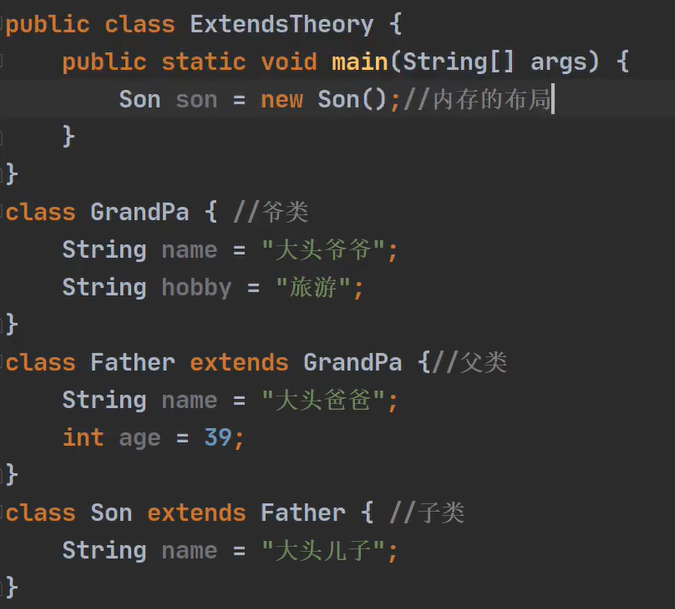 public class ExtendsTheory {
    public static void main(String[] args) {
        Son son = new Son();//内存的布局
    }
}
class GrandPa { //爷类
    String name = "大头爷爷";
    String hobby = "旅游";
}
class Father extends GrandPa {//父类
    String name = "大头爸爸";
    int age = 39;
}
class Son extends Father { //子类
    String name = "大头儿子";
}